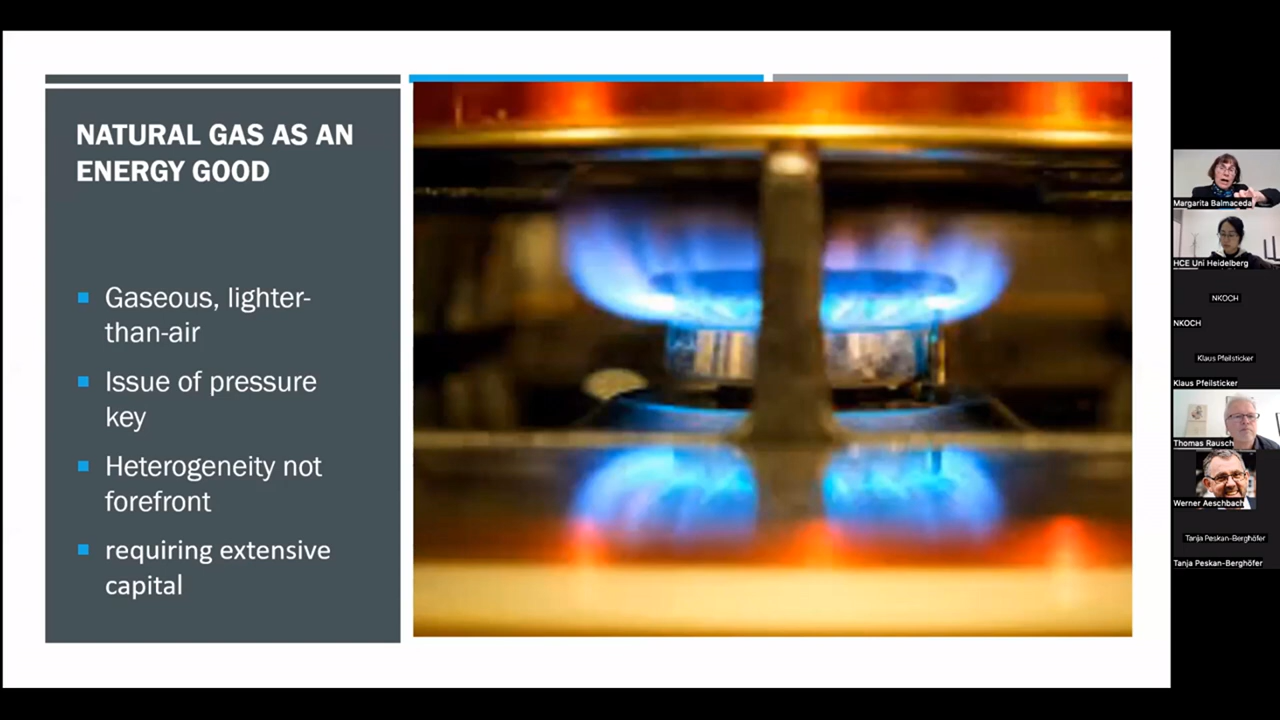 NATURAL GAS AS AN
ENERGY GOOD
Gaseous, lighter-
than-air
Issue of pressure
key
Heterogeneity not
forefront
requiring extensive
capital
Margarita Balmaceda
HCE Uni Heidelberg
NKOCH
NKOCH
Klaus Pfeilsticker
Klaus Pfeilsticker
Thomas Rausch
Werner Aeschbach
Tanja Peskan-Berghöfer
Tanja Peskan-Berghöfer